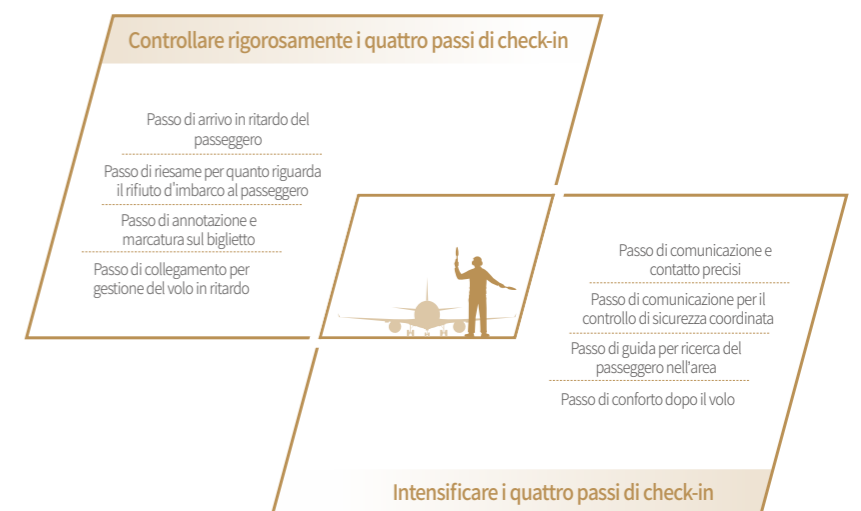 Controllare rigorosamente i quattro passi di check-in
Passo di arrivo in ritardo del
passeggero
Passo di riesame per quanto riguarda
il rifiuto d'imbarco al passeggero
Passo di annotazione e
marcatura sul biglietto
Passo di collegamento per
gestione del volo in ritardo
Passo di comunicazione e
contatto precisi
Passo di comunicazione per il
controllo di sicurezza coordinata
Passo di guida per ricerca del
passeggero nell'area
Passo di conforto dopo il volo
Intensificare i quattro passi di check-in